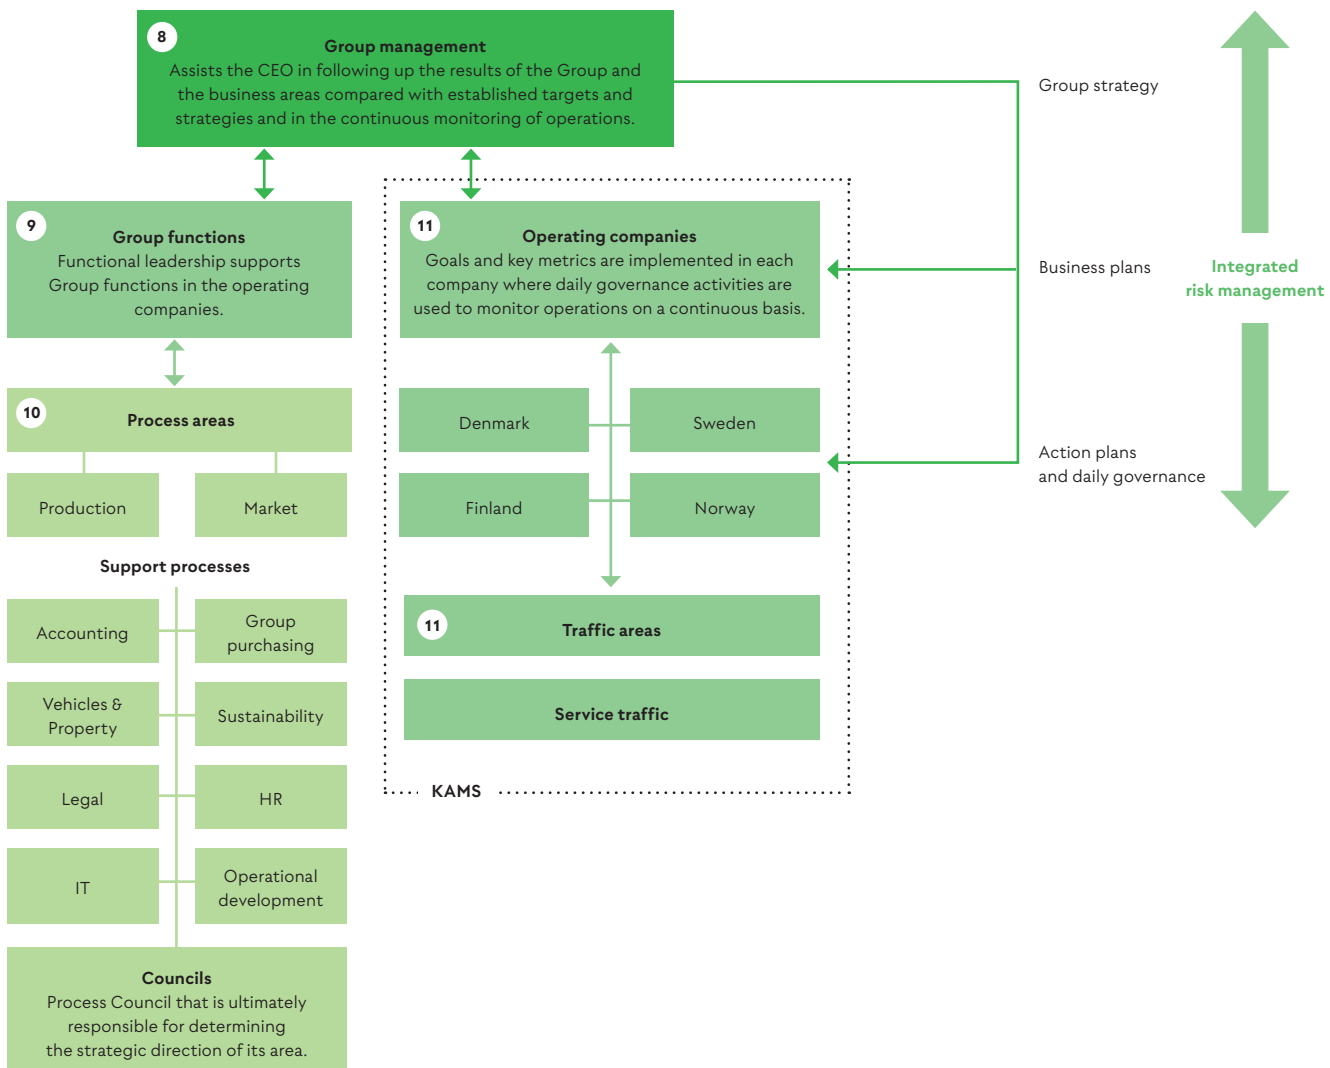 8
Group management
Assists the CEO in following up the results of the Group and
the business areas compared with established targets and
strategies and in the continuous monitoring of operations.
Group strategy
9
Group functions
Functional leadership supports
Group functions in the operating
companies.
11
Operating companies
Goals and key metrics are implemented in each
company where daily governance activities are
used to monitor operations on a continuous basis.
Business plans
Integrated
risk management
10
Process areas
Production
Market
Denmark
Sweden
Finland
Norway
Action plans
and daily governance
Support processes
Accounting
Group
purchasing
Vehicles &
Property
Sustainability
Legal
HR
IT
Operational
development
11
Traffic areas
Service traffic
KAMS
Councils
Process Council that is ultimately
responsible for determining
the strategic direction of its area.